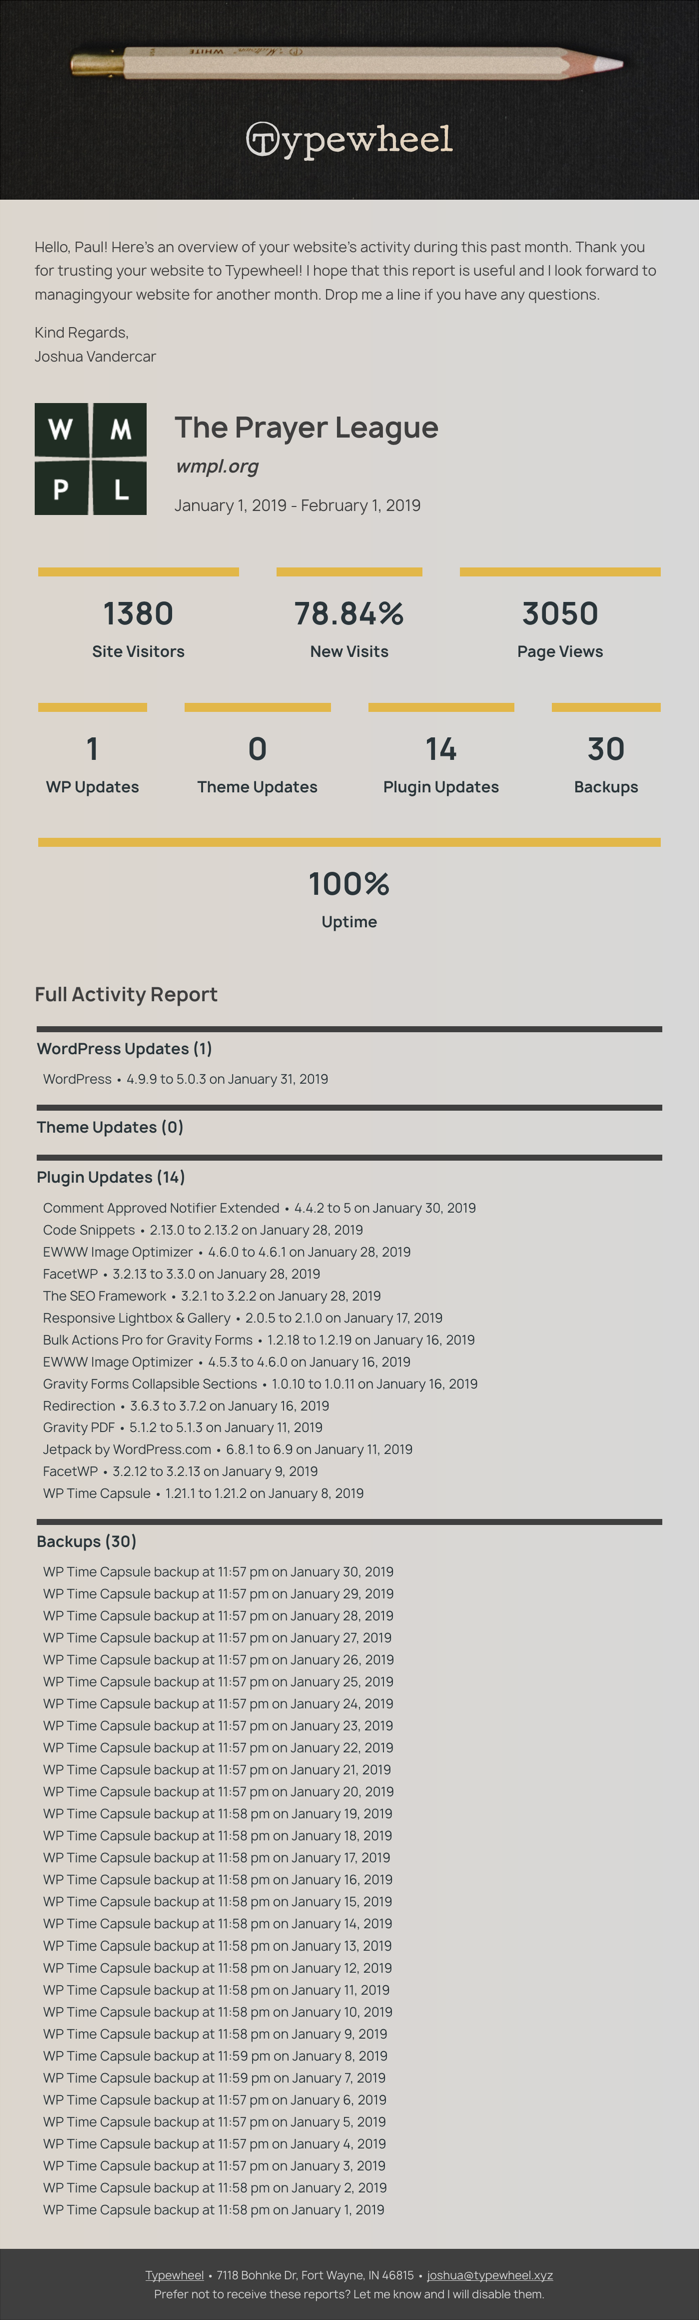 WHITE
Typewheel
Hello, Paul! Here's an overview of your website's activity during this past month. Thank you
for trusting your website to Typewheel! I hope that this report is useful and I look forward to
managingyour website for another month. Drop me a line if you have any questions.
Kind Regards,
Joshua Vandercar
W M
P L
The Prayer League
wmpl.org
January 1, 2019 - February 1, 2019
1380 78.84% 3050
Site Visitors New Visits Page Views
1 0 14 30
WP Updates Theme Updates Plugin Updates Backups
100%
Uptime
Full Activity Report
WordPress Updates (1)
WordPress • 4.9.9 to 5.0.3 on January 31, 2019
Theme Updates (0)
Plugin Updates (14)
Comment Approved Notifier Extended • 4.4.2 to 5 on January 30, 2019
Code Snippets • 2.13.0 to 2.13.2 on January 28, 2019
EWWW Image Optimizer • 4.6.0 to 4.6.1 on January 28, 2019
FacetWP • 3.2.13 to 3.3.0 on January 28, 2019
The SEO Framework • 3.2.1 to 3.2.2 on January 28, 2019
Responsive Lightbox & Gallery • 2.0.5 to 2.1.0 on January 17, 2019
Bulk Actions Pro for Gravity Forms • 1.2.18 to 1.2.19 on January 16, 2019
EWWW Image Optimizer • 4.5.3 to 4.6.0 on January 16, 2019
Gravity Forms Collapsible Sections • 1.0.10 to 1.0.11 on January 16, 2019
Redirection • 3.6.3 to 3.7.2 on January 16, 2019
Gravity PDF • 5.1.2 to 5.1.3 on January 11, 2019
Jetpack by WordPress.com • 6.8.1 to 6.9 on January 11, 2019
FacetWP • 3.2.12 to 3.2.13 on January 9, 2019
WP Time Capsule • 1.21.1 to 1.21.2 on January 8, 2019
Backups (30)
WP Time Capsule backup at 11:57 pm on January 30, 2019
WP Time Capsule backup at 11:57 pm on January 29, 2019
WP Time Capsule backup at 11:57 pm on January 28, 2019
WP Time Capsule backup at 11:57 pm on January 27, 2019
WP Time Capsule backup at 11:57 pm on January 26, 2019
WP Time Capsule backup at 11:57 pm on January 25, 2019
WP Time Capsule backup at 11:57 pm on January 24, 2019
WP Time Capsule backup at 11:57 pm on January 23, 2019
WP Time Capsule backup at 11:57 pm on January 22, 2019
WP Time Capsule backup at 11:57 pm on January 21, 2019
WP Time Capsule backup at 11:57 pm on January 20, 2019
WP Time Capsule backup at 11:58 pm on January 19, 2019
WP Time Capsule backup at 11:58 pm on January 18, 2019
WP Time Capsule backup at 11:58 pm on January 17, 2019
WP Time Capsule backup at 11:58 pm on January 16, 2019
WP Time Capsule backup at 11:58 pm on January 15, 2019
WP Time Capsule backup at 11:58 pm on January 14, 2019
WP Time Capsule backup at 11:58 pm on January 13, 2019
WP Time Capsule backup at 11:58 pm on January 12, 2019
WP Time Capsule backup at 11:58 pm on January 11, 2019
WP Time Capsule backup at 11:58 pm on January 10, 2019
WP Time Capsule backup at 11:58 pm on January 9, 2019
WP Time Capsule backup at 11:59 pm on January 8, 2019
WP Time Capsule backup at 11:59 pm on January 7, 2019
WP Time Capsule backup at 11:57 pm on January 6, 2019
WP Time Capsule backup at 11:57 pm on January 5, 2019
WP Time Capsule backup at 11:57 pm on January 4, 2019
WP Time Capsule backup at 11:57 pm on January 3, 2019
WP Time Capsule backup at 11:58 pm on January 2, 2019
WP Time Capsule backup at 11:58 pm on January 1, 2019
Typewheel • 7118 Bohnke Dr, Fort Wayne, IN 46815 • joshua@typewheel.xyz
Prefer not to receive these reports? Let me know and I will disable them.